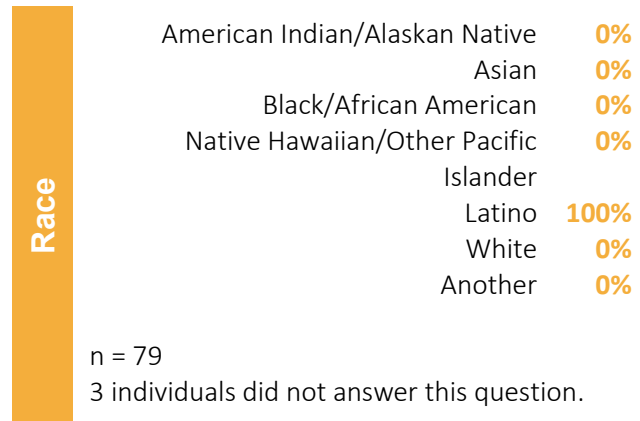 Race
American Indian/Alaskan Native 0%
Asian 0%
Black/African American 0%
Native Hawaiian/Other Pacific 0%
Islander
Latino 100%
White 0%
Another 0%
n = 79
3 individuals did not answer this question.